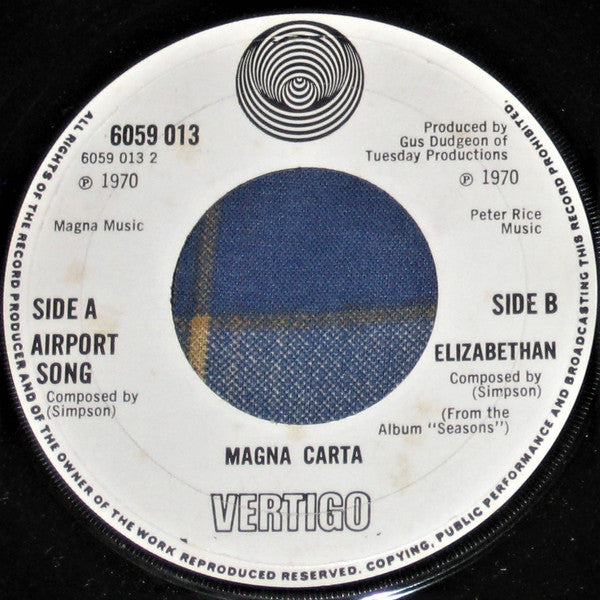 6059 013
6059 013 2
℗ 1970
Magna Music
SIDE A
AIRPORT
SONG
Composed by
(Simpson)
Produced by
Gus Dudgeon of
Tuesday Productions
℗ 1970
Peter Rice
Music
SIDE B
ELIZABETHAN
Composed by
(Simpson)
(From the
Album "Seasons")
MAGNA CARTA
VERTIGO
ALL RIGHTS OF THE RECORD PRODUCER AND OF THE OWNER OF THE WORK REPRODUCED RESERVED. COPYING, PUBLIC PERFORMANCE AND BROADCASTING THIS RECORD PROHIBITED.